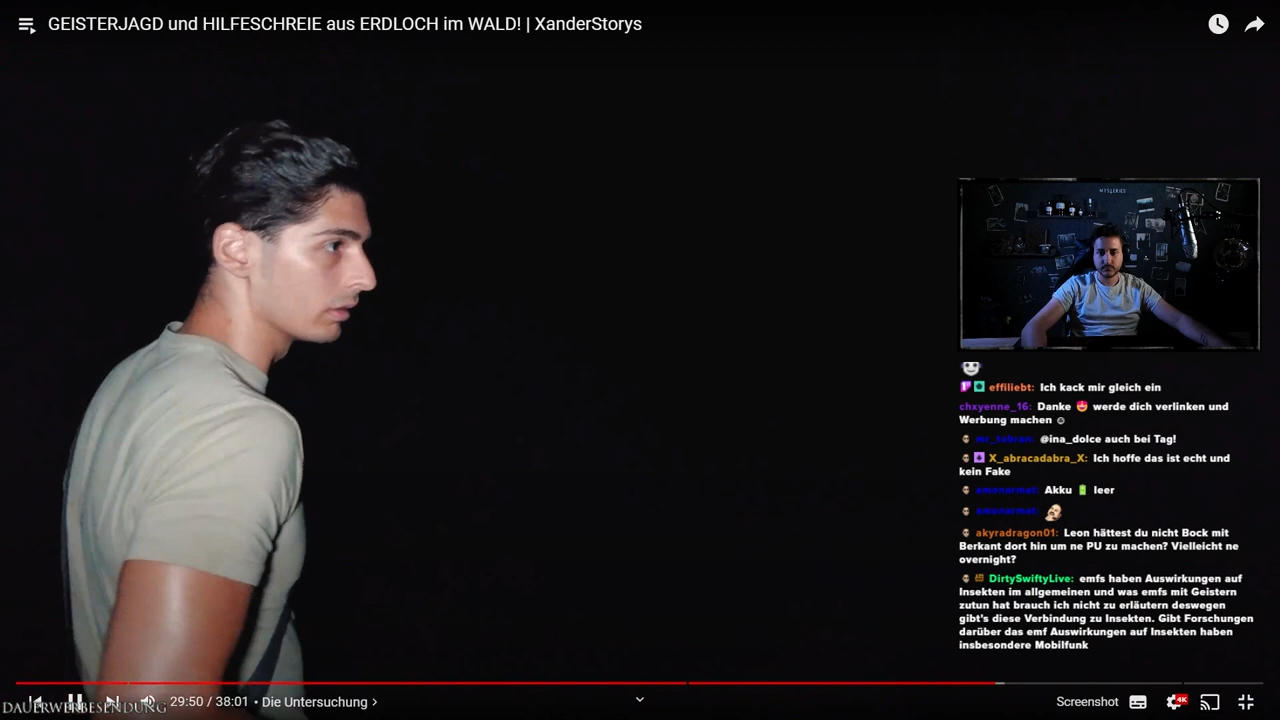 GEISTERJAGD und HILFESCHREIE aus ERDLOCH im WALD! | XanderStorys
MYSTERIES
effiliebt: Ich kack mir gleich ein
chxyenne_16: Danke 😍 werde dich verlinken und
Werbung machen ☺
mr_tobran: @ina_dolce auch bei Tag!
X_abracadabra_X: Ich hoffe das ist echt und
kein Fake
amonarmat: Akku 🔋 leer
amonarmat:
akyradragon01: Leon hättest du nicht Bock mit
Berkant dort hin um ne PU zu machen? Vielleicht ne
overnight?
DirtySwiftyLive: emfs haben Auswirkungen auf
Insekten im allgemeinen und was emfs mit Geistern
zutun hat brauch ich nicht zu erläutern deswegen
gibt's diese Verbindung zu Insekten. Gibt Forschungen
darüber das emf Auswirkungen auf Insekten haben
insbesondere Mobilfunk
29:50 / 38:01 • Die Untersuchung
Screenshot
4K
DAUERWERBESENDUNG